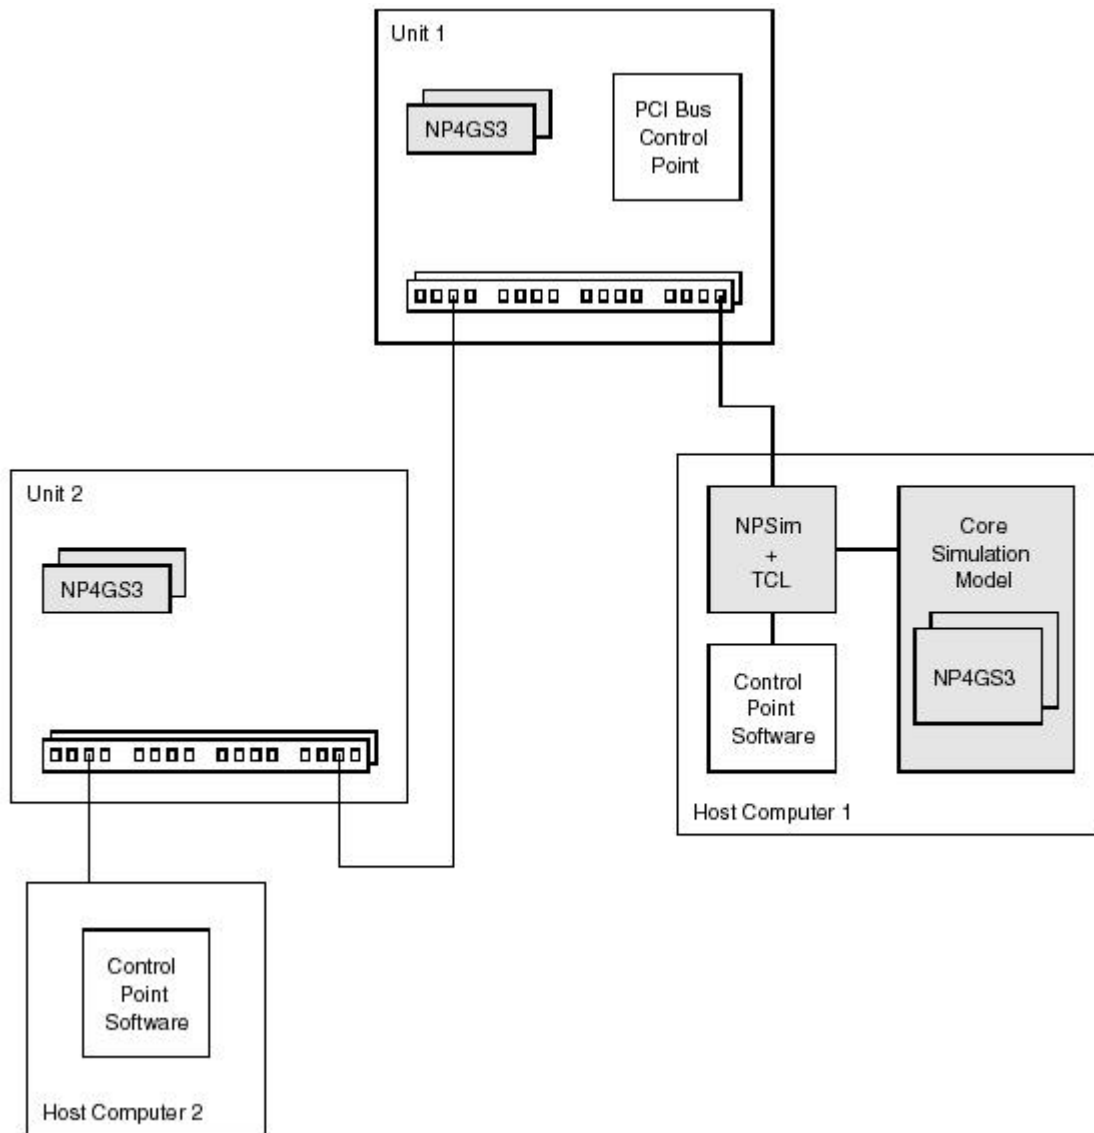 Unit 1
NP4GS3
PCI Bus
Control
Point
Unit 2
NP4GS3
NPSim
+
TCL
Core
Simulation
Model
NP4GS3
Control
Point
Software
Host Computer 1
Control
Point
Software
Host Computer 2